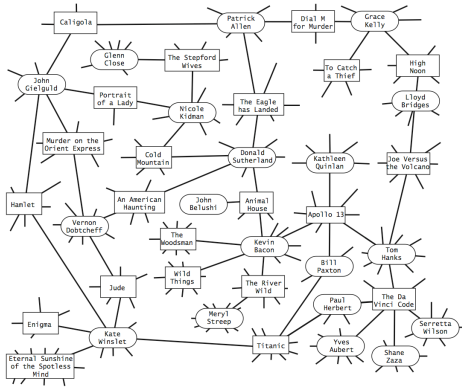 Caligola
Patrick
Allen
Dial M
for Murder
Grace
Kelly
Glenn
Close
The Stepford
Wives
To Catch
a Thief
High
Noon
John
Gielguld
Portrait
of a Lady
Nicole
Kidman
The Eagle
has Landed
Lloyd
Bridges
Murder on the
Orient Express
Cold
Mountain
Donald
Sutherland
Kathleen
Quinlan
Joe Versus
the Volcano
Hamlet
An American
Haunting
John
Belushi
Animal
House
Apollo 13
Vernon
Dobtcheff
The
Woodsman
Kevin
Bacon
Tom
Hanks
Bill
Paxton
Jude
Wild
Things
The River
Wild
Paul
Herbert
The Da
Vinci Code
Enigma
Meryl
Streep
Serretta
Wilson
Kate
Winslet
Titanic
Yves
Aubert
Shane
Zaza
Eternal Sunshine
of the Spotless
Mind